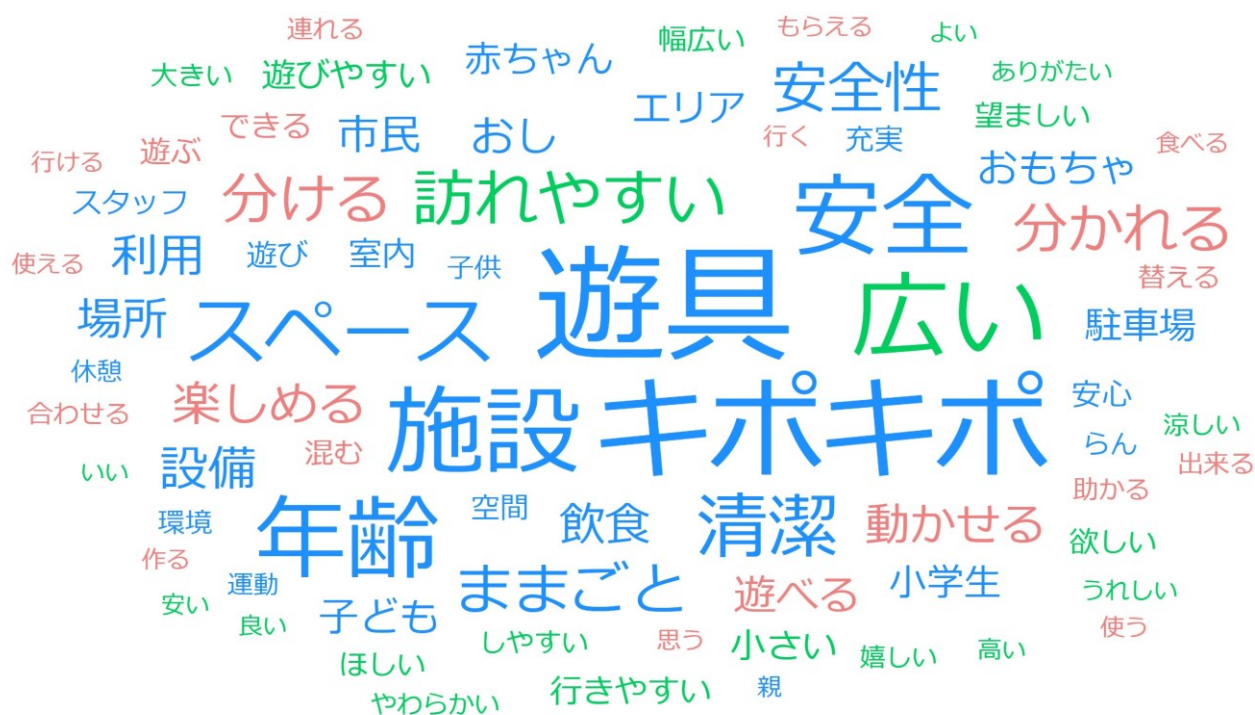 連れる
幅広い
もらえる
よい
大きい
遊びやすい
赤ちゃん
エリア
安全性
ありがたい
望ましい
食べる
できる
市民
おし
行く
充実
おもちゃ
行ける
遊ぶ
スタッフ
分ける
訪れやすい
安全
分かれる
使える
利用
遊び
室内
子供
遊具
広い
替える
場所
スペース
駐車場
休憩
合わせる
楽しめる
施設
キポキポ
安心
涼しい
いい
設備
混む
らん
出来る
助かる
環境
年齢
空間
飲食
清潔
動かせる
欲しい
作る
運動
ままごと
遊べる
小学生
うれしい
安い
良い
子ども
しやすい
思う
小さい
嬉しい
高い
使う
ほしい
やわらかい
行きやすい
親